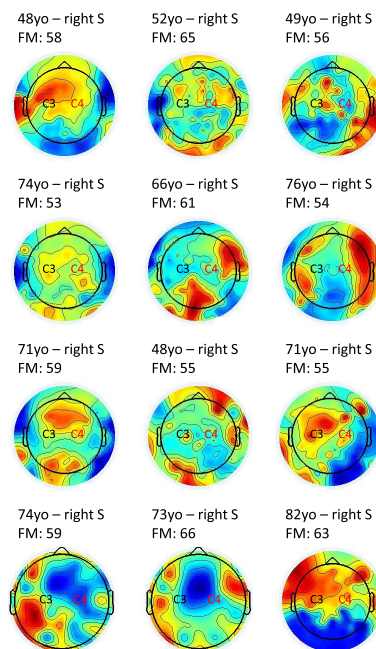 48yo – right S 52yo – right S 49yo – right S
FM: 58 FM: 65 FM: 56
C3 C4 C3 C4 C3 C4
74yo – right S 66yo – right S 76yo – right S
FM: 53 FM: 61 FM: 54
C3 C4 C3 C4 C3 C4
71yo – right S 48yo – right S 71yo – right S
FM: 59 FM: 55 FM: 55
C3 C4 C3 C4 C3 C4
74yo – right S 73yo – right S 82yo – right S
FM: 59 FM: 66 FM: 63
C3 C4 C3 C4 C3 C4